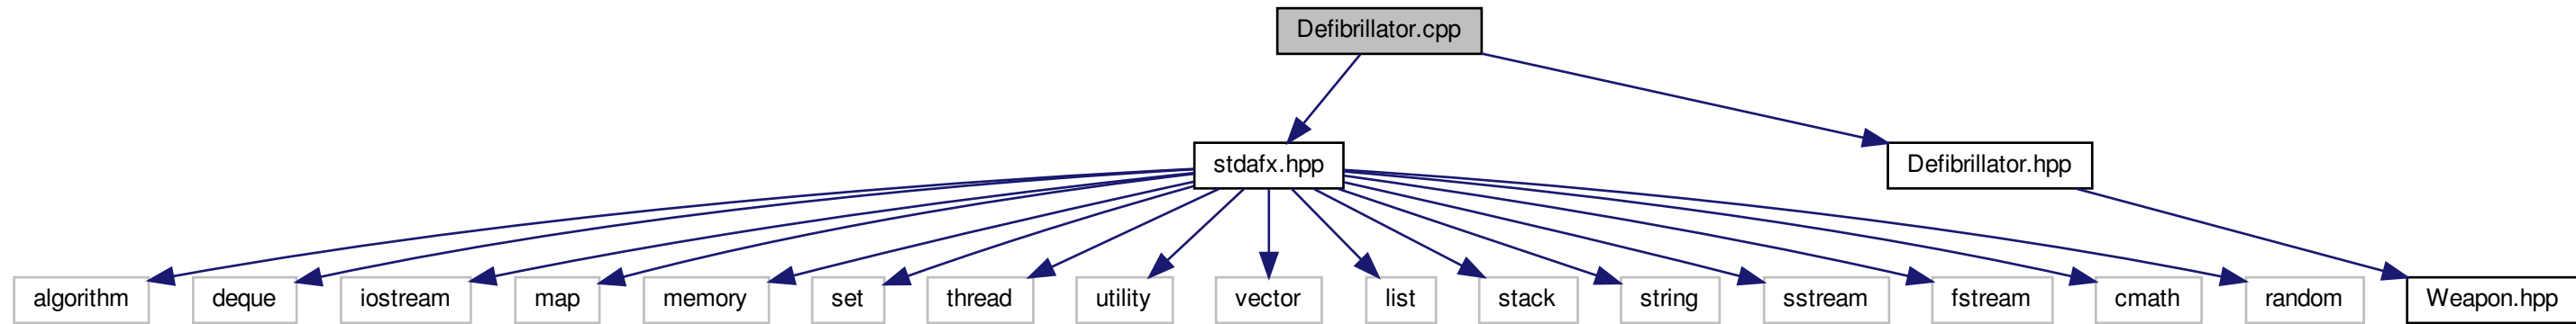 Defibrillator.cpp
stdafx.hpp
Defibrillator.hpp
algorithm
deque
iostream
map
memory
set
thread
utility
vector
list
stack
string
sstream
fstream
cmath
random
Weapon.hpp